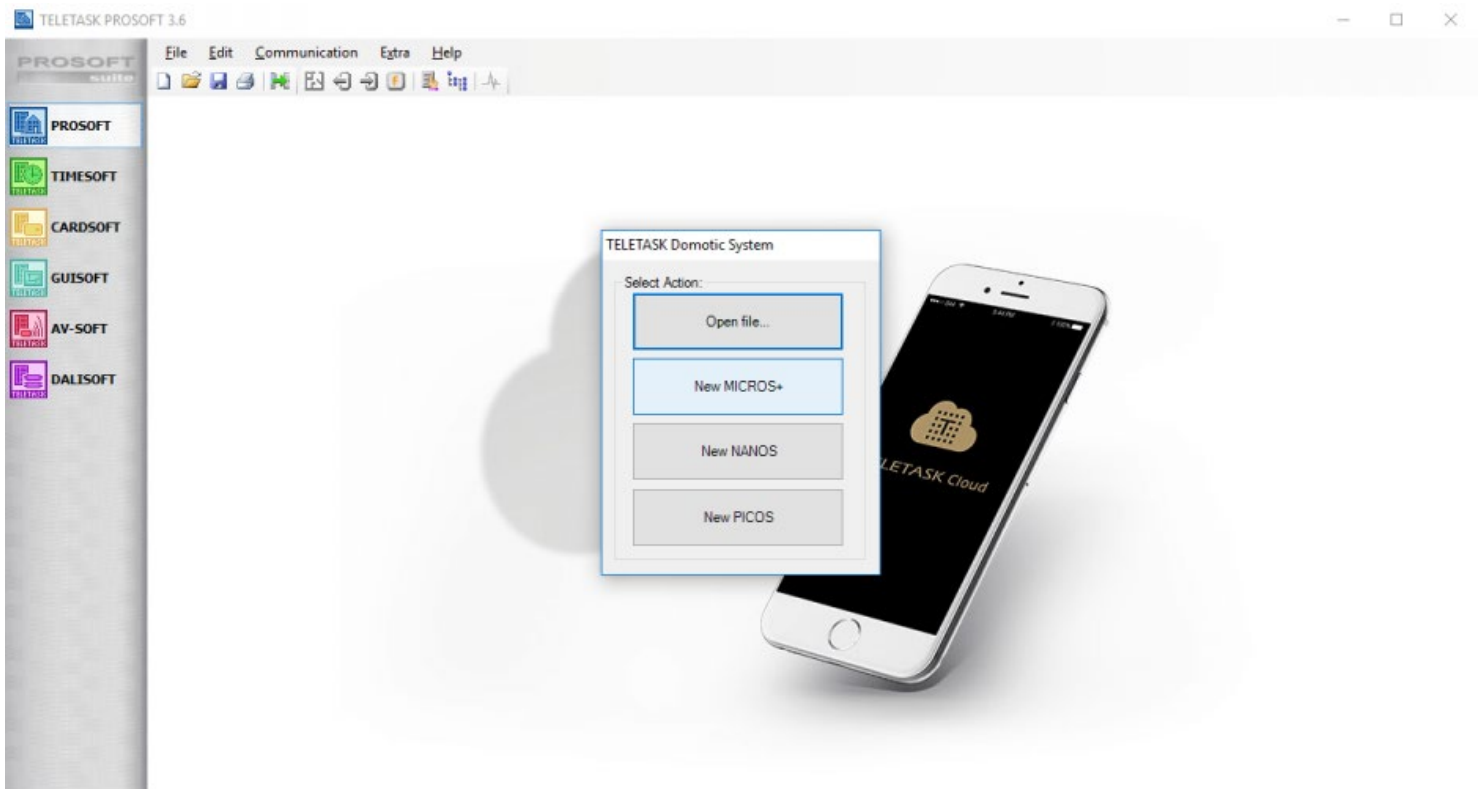 TELETASK PROSOFT 3.6
File Edit Communication Extra Help
PROSOFT
suite
PROSOFT
TIMESOFT
CARDSOFT
GUISOFT
AV-SOFT
DALISOFT
TELETASK Domotic System
Select Action:
Open file...
New MICROS+
New NANOS
New PICOS
LETASK Cloud